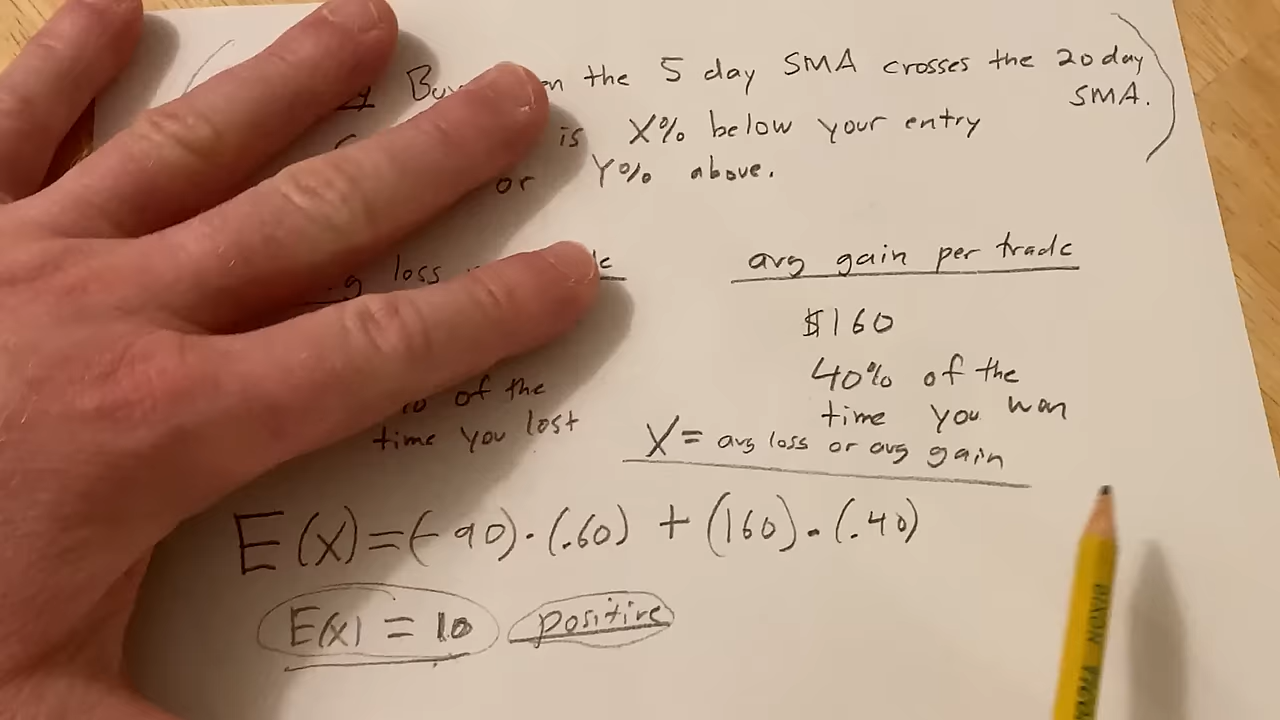 the 5 day SMA crosses the 20 day
SMA.
is X% below your entry
or Y% above.
loss
avg gain per trade
$160
40% of the
time you won
of the
time you lost
X = avg loss or avg gain
E(X) = (-90) · (.60) + (160) · (.40)
E(X) = 10 positive
DIXON